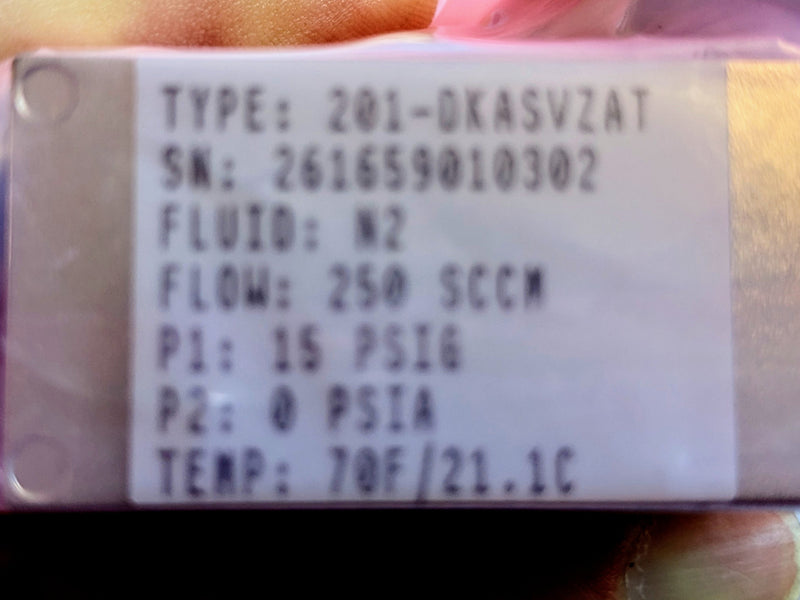 TYPE: 201-DKASVZAT
SN: 261659010302
FLUID: N2
FLOW: 250 SCCM
P1: 15 PSIG
P2: 0 PSIA
TEMP: 70F/21.1C